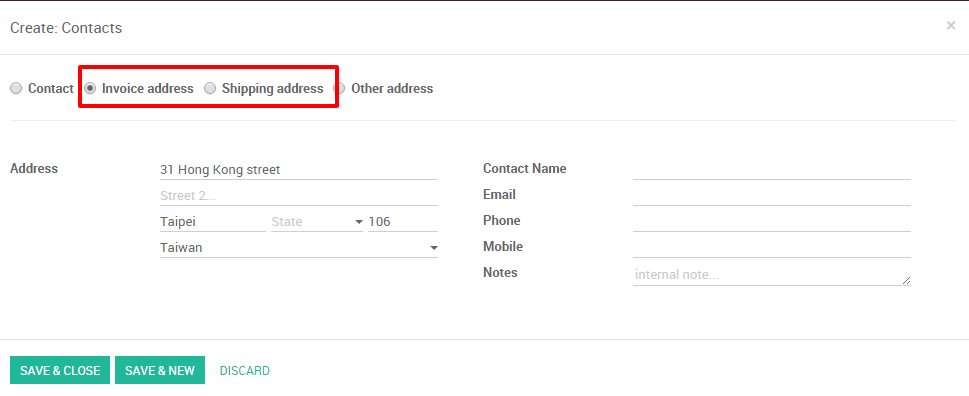 Create: Contacts ×
Contact Invoice address Shipping address Other address
Address 31 Hong Kong street Contact Name
Street 2... Email
Taipei State 106 Phone
Taiwan Mobile
Notes internal note...
SAVE & CLOSE SAVE & NEW DISCARD